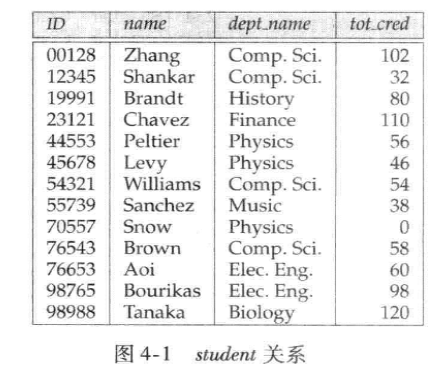 ID name dept_name tot_cred
00128 Zhang Comp. Sci. 102
12345 Shankar Comp. Sci. 32
19991 Brandt History 80
23121 Chavez Finance 110
44553 Peltier Physics 56
45678 Levy Physics 46
54321 Williams Comp. Sci. 54
55739 Sanchez Music 38
70557 Snow Physics 0
76543 Brown Comp. Sci. 58
76653 Aoi Elec. Eng. 60
98765 Bourikas Elec. Eng. 98
98988 Tanaka Biology 120
图 4-1 student 关系